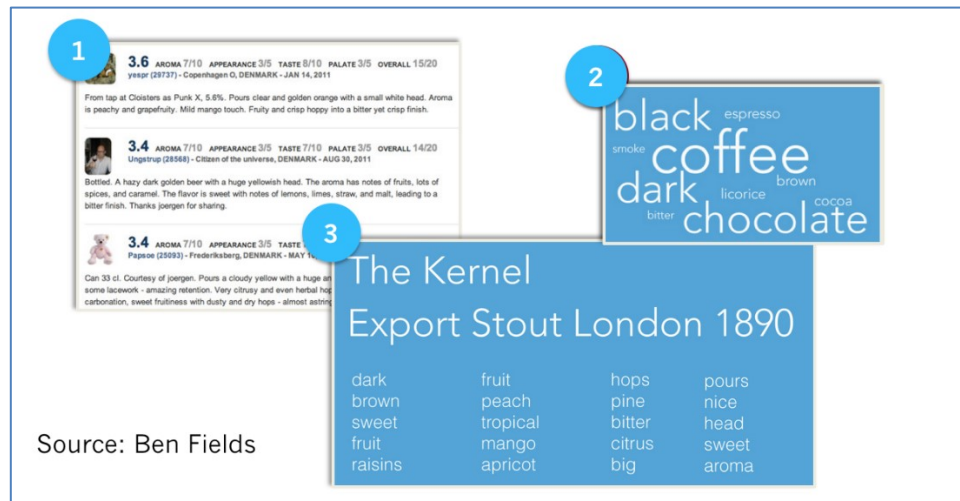 1
3.6 AROMA 7/10 APPEARANCE 3/5 TASTE 8/10 PALATE 3/5 OVERALL 15/20
yespr (29737) - Copenhagen O, DENMARK - JAN 14, 2011
From tap at Cloisters as Punk X, 5.6%. Pours clear and golden orange with a small white head. Aroma
is peachy and grapefruity. Mild mango touch. Fruity and crisp hoppy into a bitter yet crisp finish.
3.4 AROMA 7/10 APPEARANCE 3/5 TASTE 7/10 PALATE 3/5 OVERALL 14/20
Ungstrup (28568) - Citizen of the universe, DENMARK - AUG 30, 2011
Bottled. A hazy dark golden beer with a huge yellowish head. The aroma has notes of fruits, lots of
spices, and caramel. The flavor is sweet with notes of lemons, limes, straw, and malt, leading to a
bitter finish. Thanks joergen for sharing.
3.4 AROMA 7/10 APPEARANCE 3/5 TASTE
Papsoe (25093) - Frederiksberg, DENMARK - MAY
Can 33 cl. Courtesy of joergen. Pours a cloudy yellow with a huge
some lacework - amazing retention. Very citrusy and even herbal
carbonation, sweet fruitiness with dusty and dry hops - almost
2
black espresso
smoke coffee
dark licorice brown
bitter chocolate cocoa
3
The Kernel
Export Stout London 1890
dark fruit hops pours
brown peach pine nice
sweet tropical bitter head
fruit mango citrus sweet
raisins apricot big aroma
Source: Ben Fields